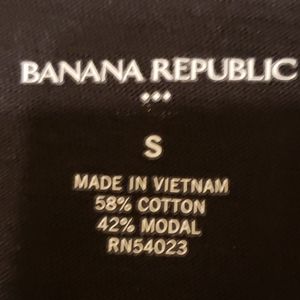 BANANA REPUBLIC
•••
S
MADE IN VIETNAM
58% COTTON
42% MODAL
RN54023